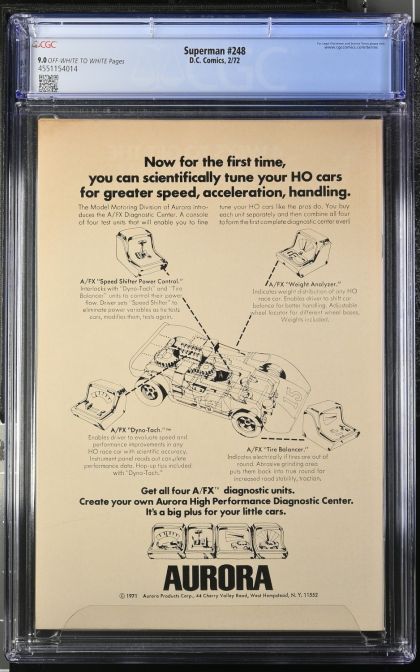 CGC
Superman #248
D.C. Comics, 2/72
9.0 OFF-WHITE TO WHITE Pages
4551154014
Now for the first time,
you can scientifically tune your HO cars
for greater speed, acceleration, handling.
The Model Motoring Division of Aurora intro-
duces the A/FX Diagnostic Center. A console
of four test units that will enable you to fine
tune your HO cars like the pros do. You buy
each unit separately and then combine all four
to form the first complete diagnostic center ever!
A/FX "Speed Shifter Power Control."
Interlocks with "Dyno-Tach" and "Tire
Balancer" units to control their power
flow. Driver sets "Speed Shifter" to
eliminate power variables as he tests
cars, modifies them, tests again.
A/FX "Weight Analyzer."
Indicates weight distribution of any HO
race car. Enables driver to shift car
balance for better handling. Adjustable
wheel locator for different wheel bases.
Weights included.
A/FX "Dyno-Tach."™
Enables driver to evaluate speed and
performance improvements in any
HO race car with scientific accuracy.
Instrument panel reads out complete
performance data. Hop-up tips included
with "Dyno-Tach."
A/FX "Tire Balancer."
Indicates electrically if tires are out of
round. Abrasive grinding area
puts them back into true round for
increased road stability, traction.
Get all four A/FX™ diagnostic units.
Create your own Aurora High Performance Diagnostic Center.
It's a big plus for your little cars.
AURORA
© 1971 Aurora Products Corp., 44 Cherry Valley Road, West Hempstead, N. Y. 11552